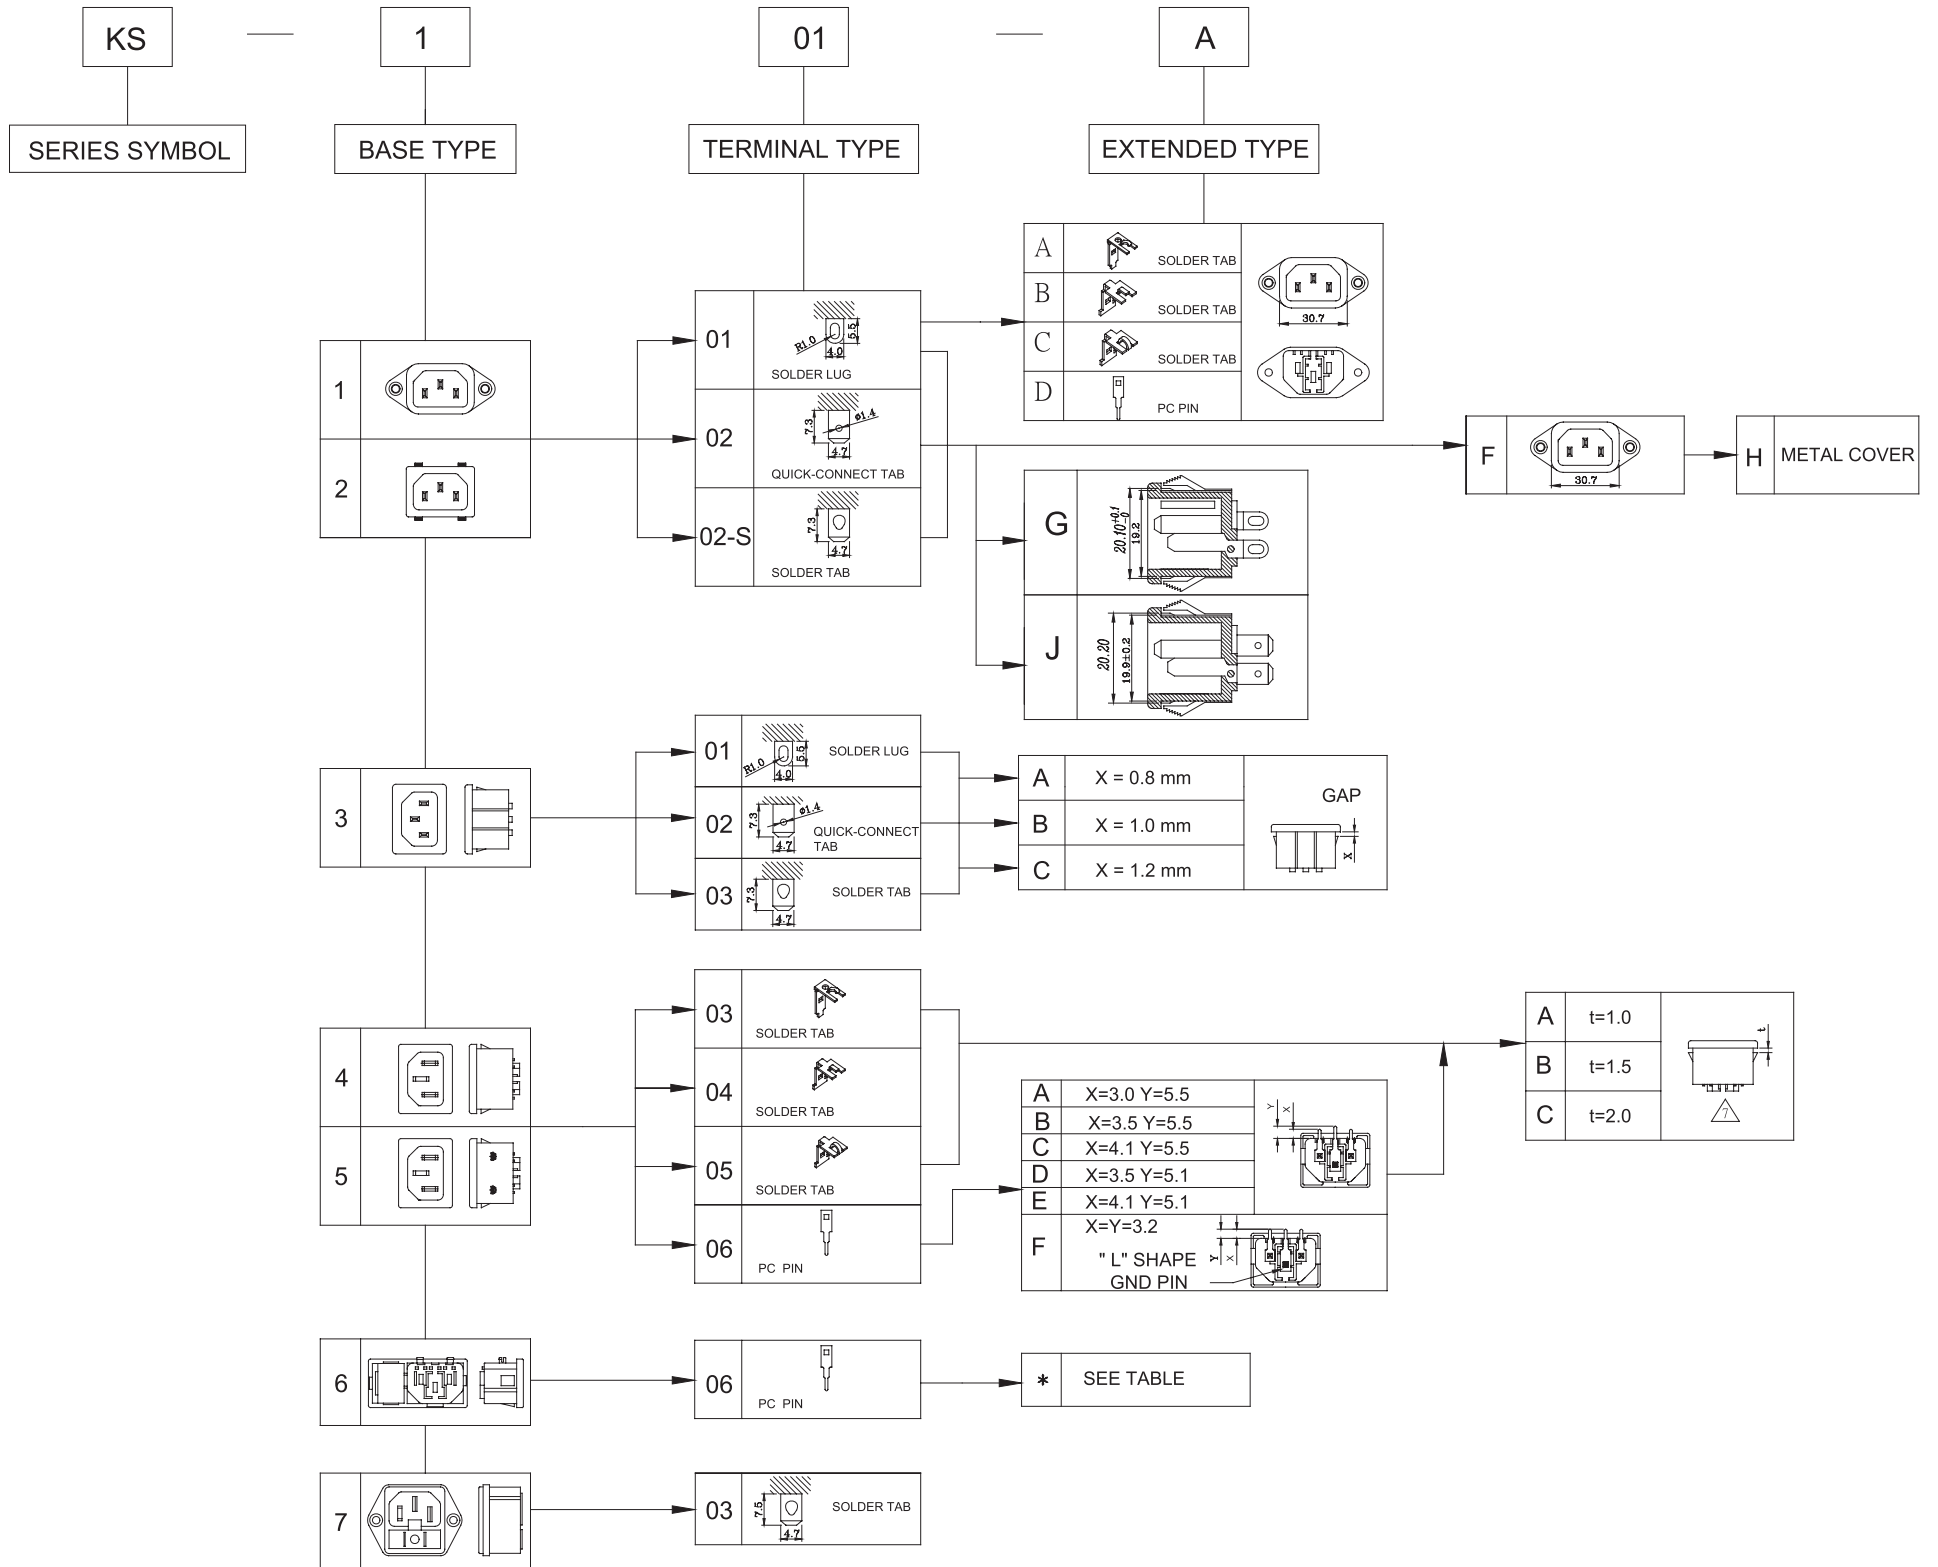 KS — 1 01 — A
SERIES SYMBOL
BASE TYPE
TERMINAL TYPE
EXTENDED TYPE
1
2
01
R1.0
5.5
4.0
SOLDER LUG
02
7.3
ø1.4
4.7
QUICK-CONNECT TAB
02-S
7.3
4.7
SOLDER TAB
A SOLDER TAB
B SOLDER TAB
C SOLDER TAB
D PC PIN
30.7
F
30.7
H METAL COVER
G
20.10+0.1 -0
19.2
J
20.20
19.9±0.2
3
01
R1.0
5.5
4.0
SOLDER LUG
02
7.3
ø1.4
4.7
QUICK-CONNECT
TAB
03
7.3
4.7
SOLDER TAB
A X = 0.8 mm
B X = 1.0 mm
C X = 1.2 mm
GAP
X
4
5
03
SOLDER TAB
04
SOLDER TAB
05
SOLDER TAB
06
PC PIN
A X=3.0 Y=5.5
B X=3.5 Y=5.5
C X=4.1 Y=5.5
D X=3.5 Y=5.1
E X=4.1 Y=5.1
Y X
F X=Y=3.2
" L" SHAPE
GND PIN
Y X
A t=1.0
B t=1.5
C t=2.0
t
7
6
06
PC PIN
* SEE TABLE
7
03
7.5
4.7
SOLDER TAB